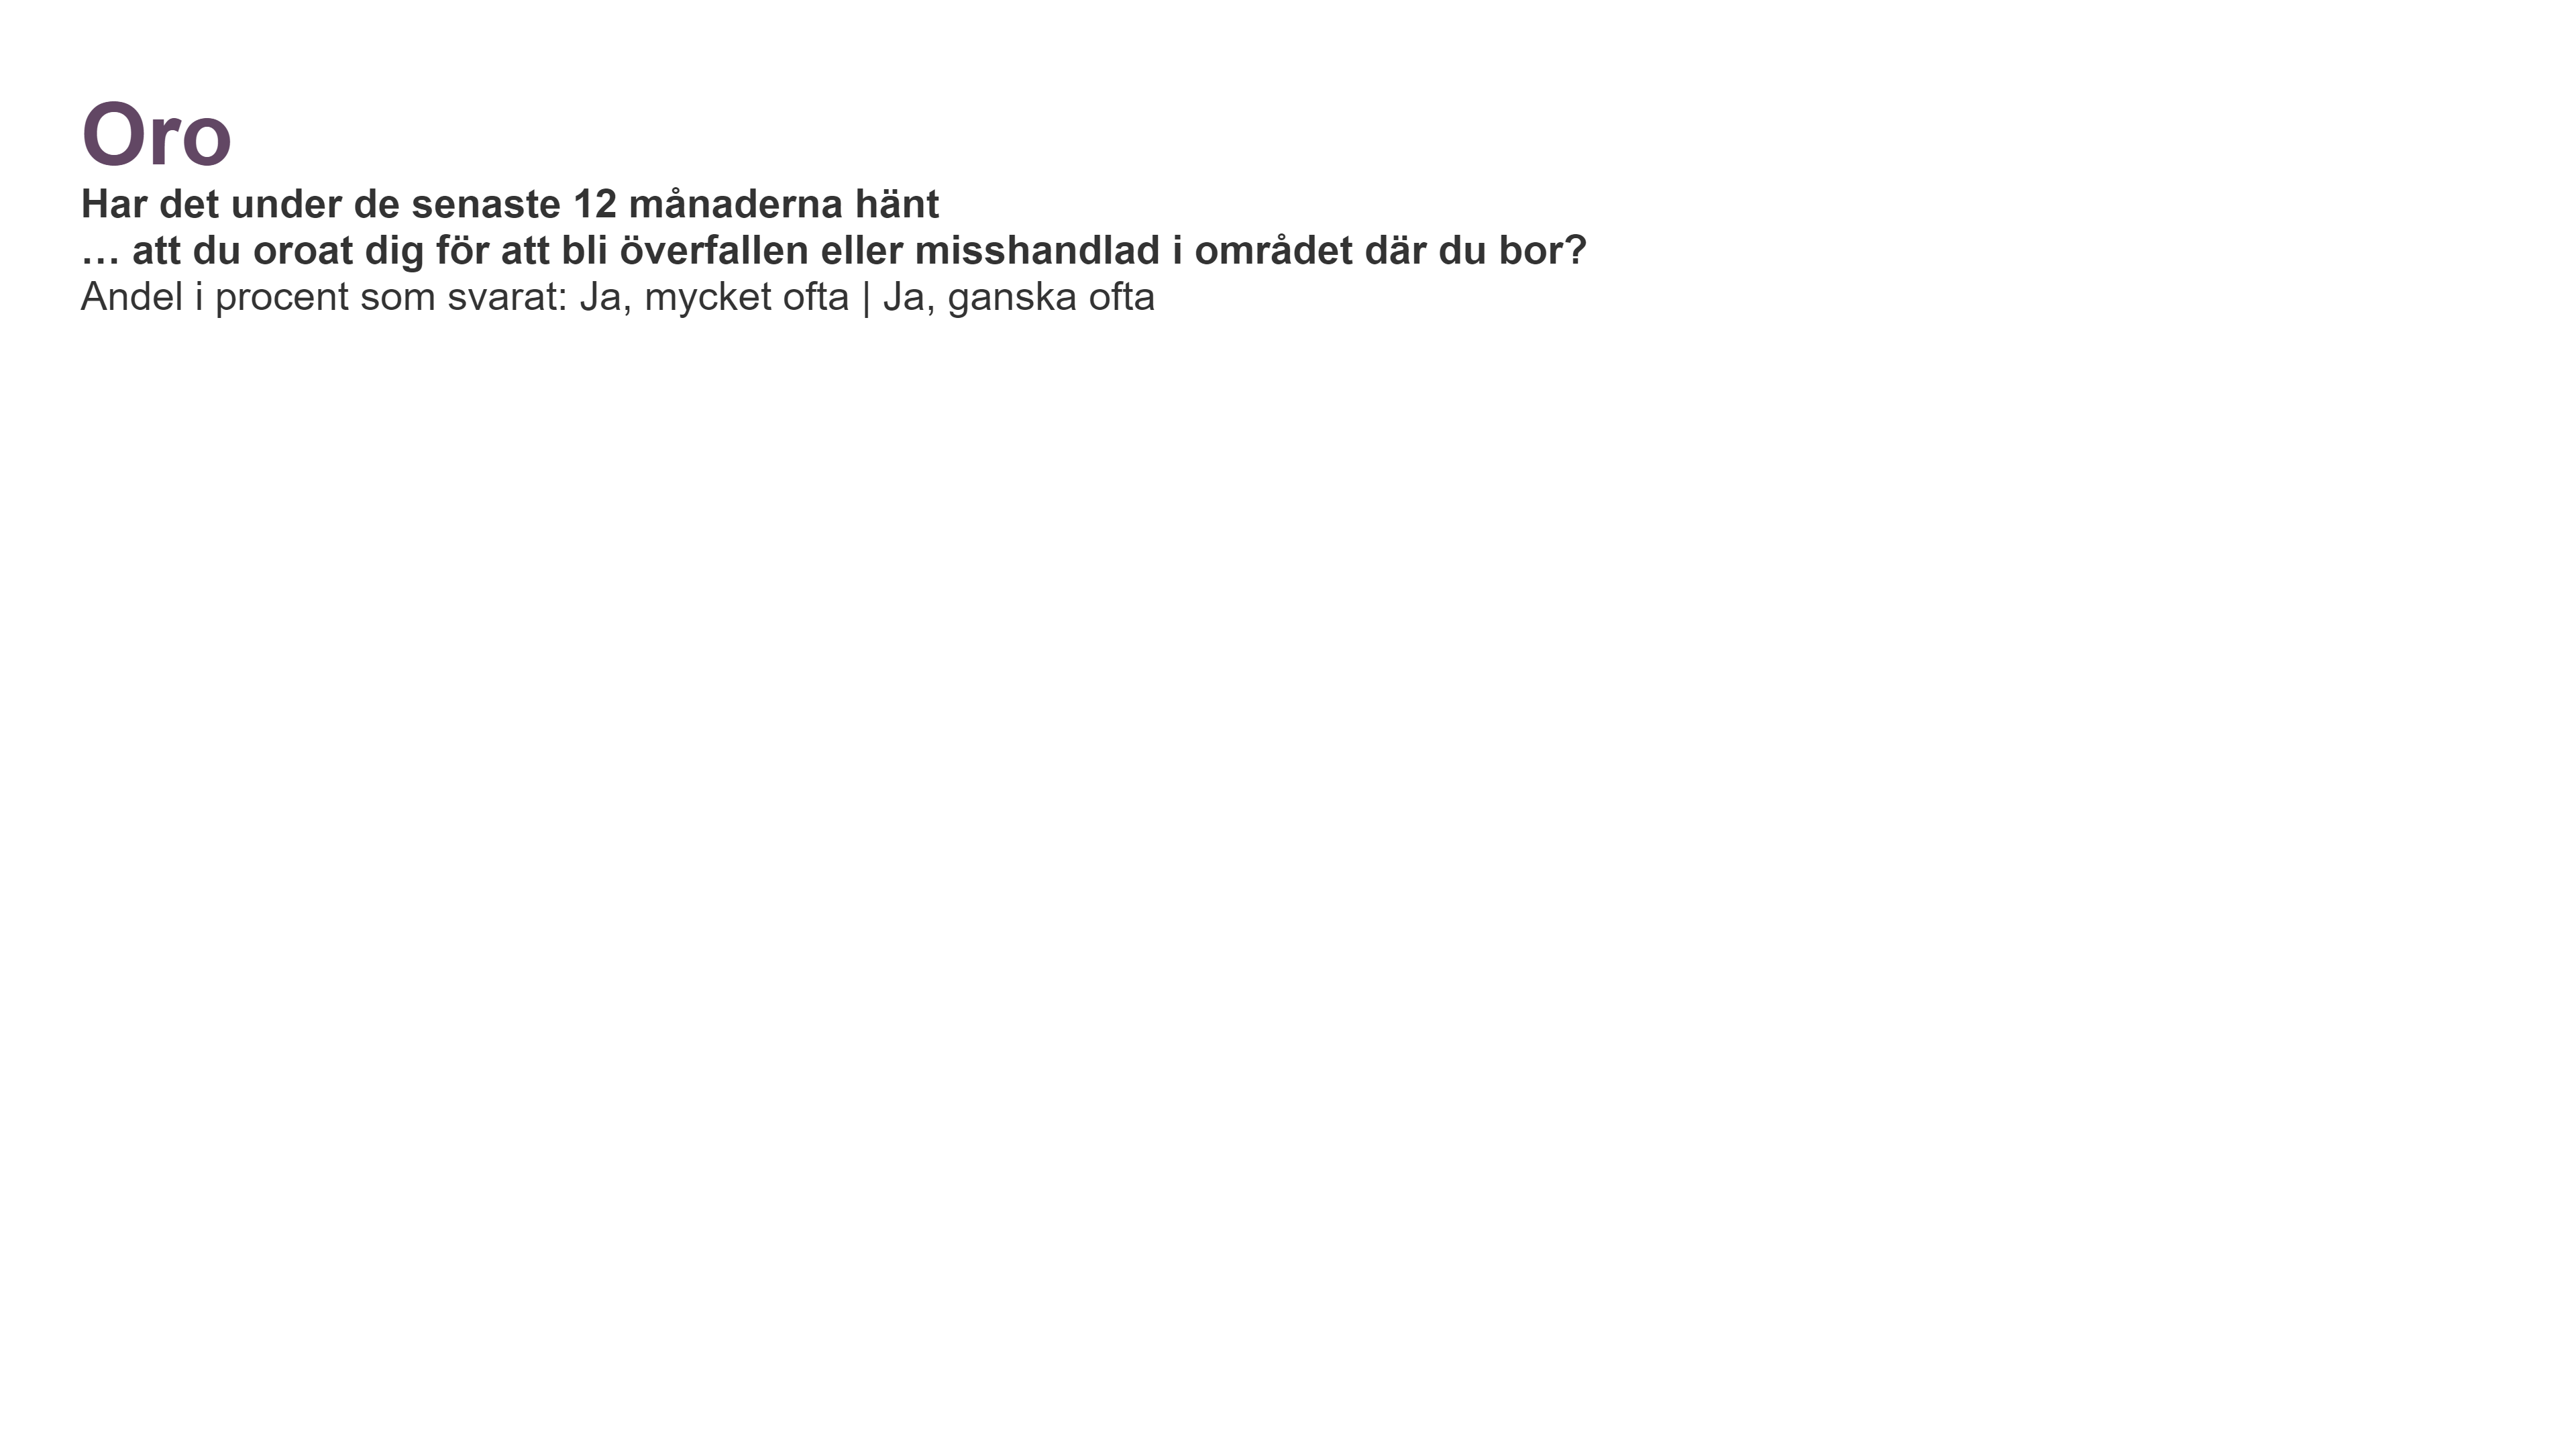 Oro
Har det under de senaste 12 månaderna hänt
… att du oroat dig för att bli överfallen eller misshandlad i området där du bor?
Andel i procent som svarat: Ja, mycket ofta | Ja, ganska ofta